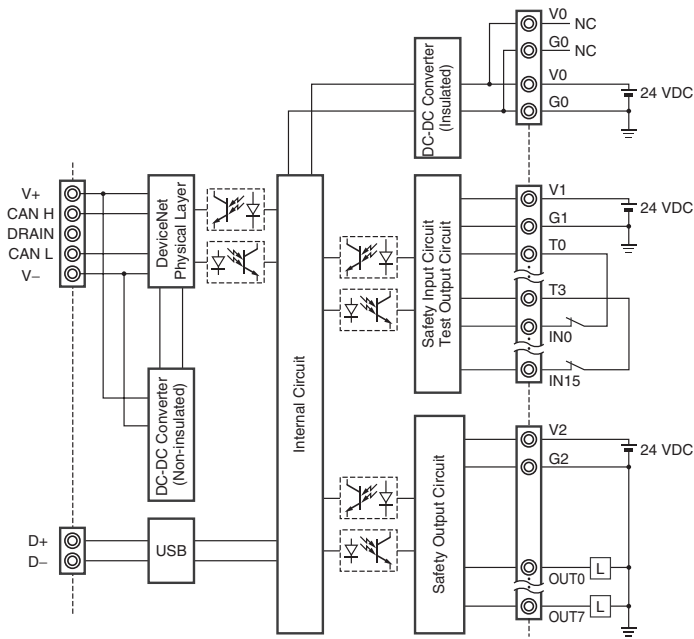 V0
NC
G0
NC
V0
24 VDC
G0
DC-DC Converter
(Insulated)
V+
CAN H
DRAIN
CAN L
V–
DeviceNet
Physical Layer
DC-DC Converter
(Non-insulated)
Internal Circuit
Safety Input Circuit
Test Output Circuit
V1
24 VDC
G1
T0
T3
IN0
IN15
Safety Output Circuit
V2
24 VDC
G2
OUT0
L
OUT7
L
D+
D–
USB